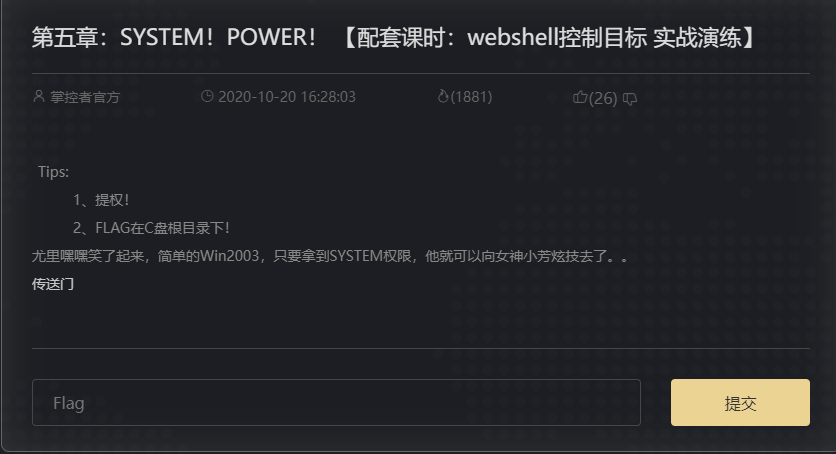 第五章：SYSTEM！POWER！ 【配套课时：webshell控制目标 实战演练】
掌控者官方 2020-10-20 16:28:03 (1881) (26)
Tips:
1、提权！
2、FLAG在C盘根目录下！
尤里嘿嘿笑了起来，简单的Win2003，只要拿到SYSTEM权限，他就可以向女神小芳炫技去了。。
传送门
Flag 提交